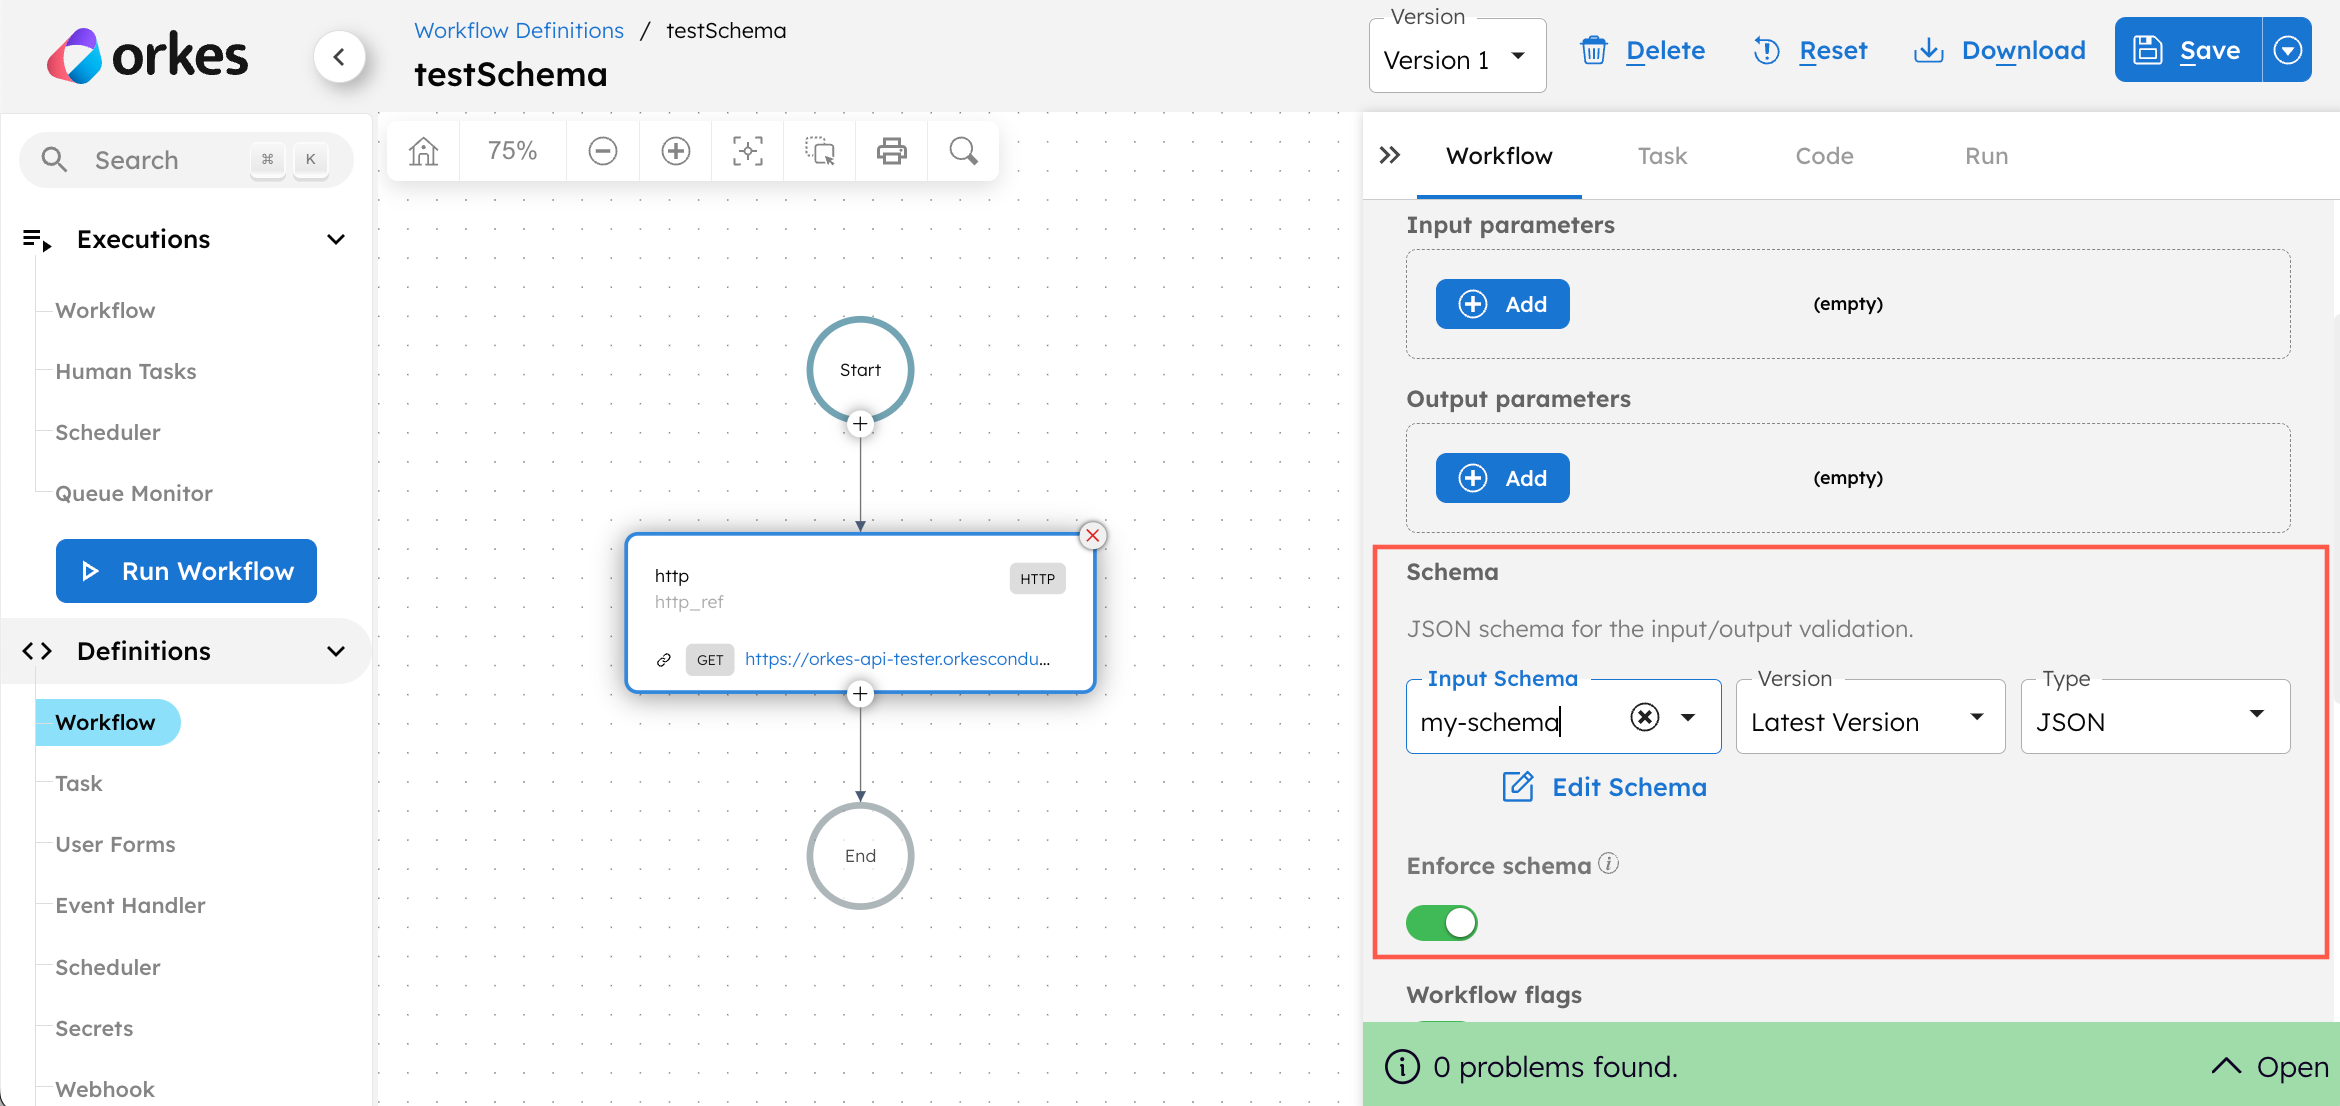 orkes
Workflow Definitions / testSchema
testSchema
Version
Version 1
Delete
Reset
Download
Save
Search ⌘ K
Executions
Workflow
Human Tasks
Scheduler
Queue Monitor
Run Workflow
Definitions
Workflow
Task
User Forms
Event Handler
Scheduler
Secrets
Webhook
75%
Start
http
HTTP
http_ref
GET https://orkes-api-tester.orkescondu...
End
Workflow Task Code Run
Input parameters
Add (empty)
Output parameters
Add (empty)
Schema
JSON schema for the input/output validation.
Input Schema Version Type
my-schema Latest Version JSON
Edit Schema
Enforce schema
Workflow flags
0 problems found. Open